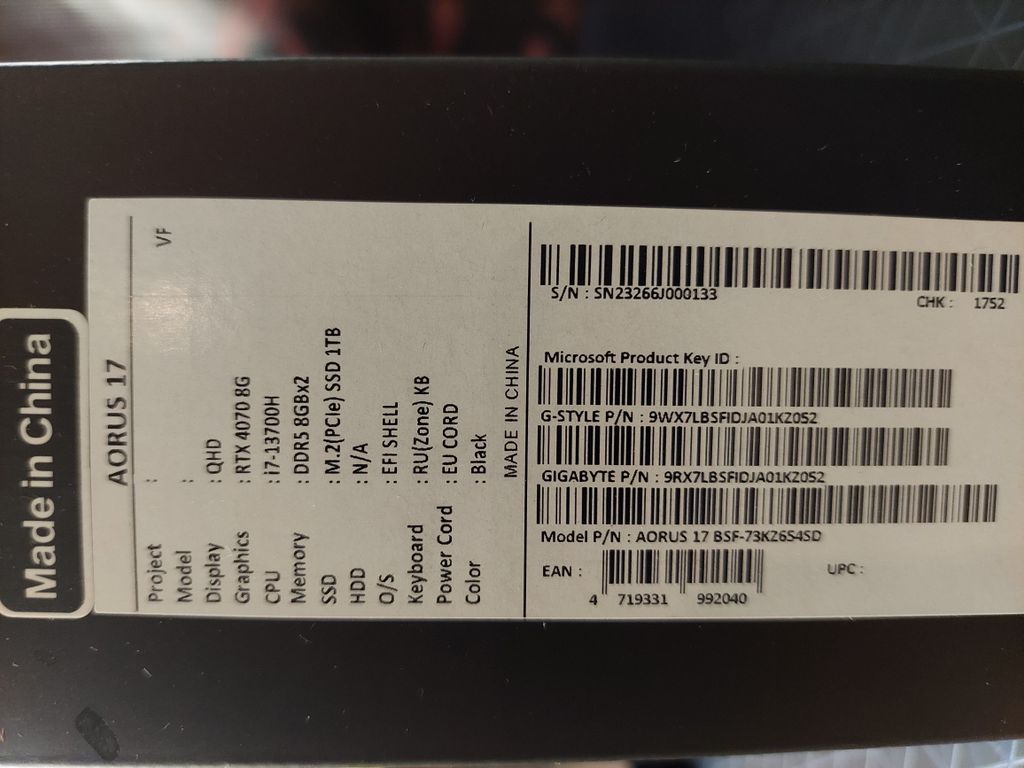 Made in China
AORUS 17
VF
Project :
Model :
Display : QHD
Graphics : RTX 4070 8G
CPU : i7-13700H
Memory : DDR5 8GBx2
SSD : M.2(PCIe) SSD 1TB
HDD : N/A
O/S : EFI SHELL
Keyboard : RU(Zone) KB
Power Cord : EU CORD
Color : Black
MADE IN CHINA
S/N : SN23266J000133
CHK : 1752
Microsoft Product Key ID :
G-STYLE P/N : 9WX7LBSFIDJA01KZ0S2
GIGABYTE P/N : 9RX7LBSFIDJA01KZ0S2
Model P/N : AORUS 17 BSF-73KZ654SD
EAN :
4 719331 992040
UPC :